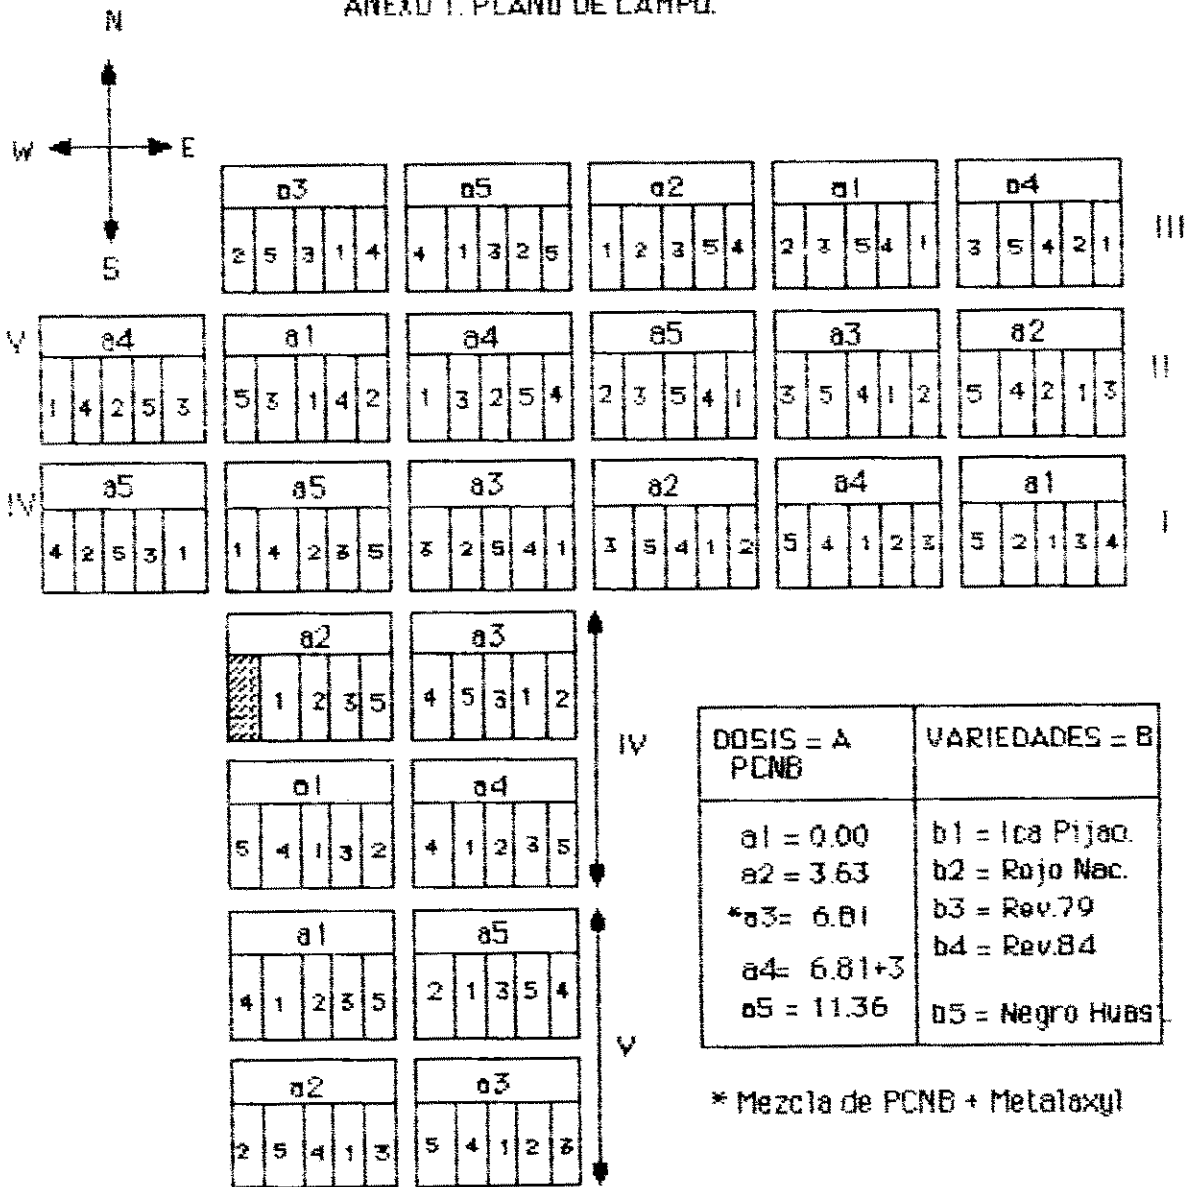 ANEXO 1. PLANO DE CAMPO.
N
W E
S
a3 a5 a2 a1 a4
2 5 3 1 4 4 1 3 2 5 1 2 3 5 4 2 3 5 4 1 3 5 4 2 1 III
V a4 a1 a4 a5 a3 a2 II
1 4 2 5 3 5 3 1 4 2 1 3 2 5 4 2 3 5 4 1 3 5 4 1 2 5 4 2 1 3
IV a5 a5 a3 a2 a4 a1 I
4 2 5 3 1 1 4 2 3 5 3 2 5 4 1 3 5 4 1 2 5 4 1 2 3 5 2 1 3 4
a2 a3
1 2 3 5 4 5 3 1 2
IV
a1 a4
5 4 1 3 2 4 1 2 3 5
a1 a5
4 1 2 3 5 2 1 3 5 4
V
a2 a3
2 5 4 1 3 5 4 1 2 3
DOSIS = A VARIEDADES = B
PCNB
a1 = 0.00 b1 = Ica Pijao.
a2 = 3.63 b2 = Rojo Nac.
*a3= 6.81 b3 = Rev.79
b4 = Rev.84
a4= 6.81+3
a5 = 11.36 b5 = Negro Huast.
* Mezcla de PCNB + Metalaxyl